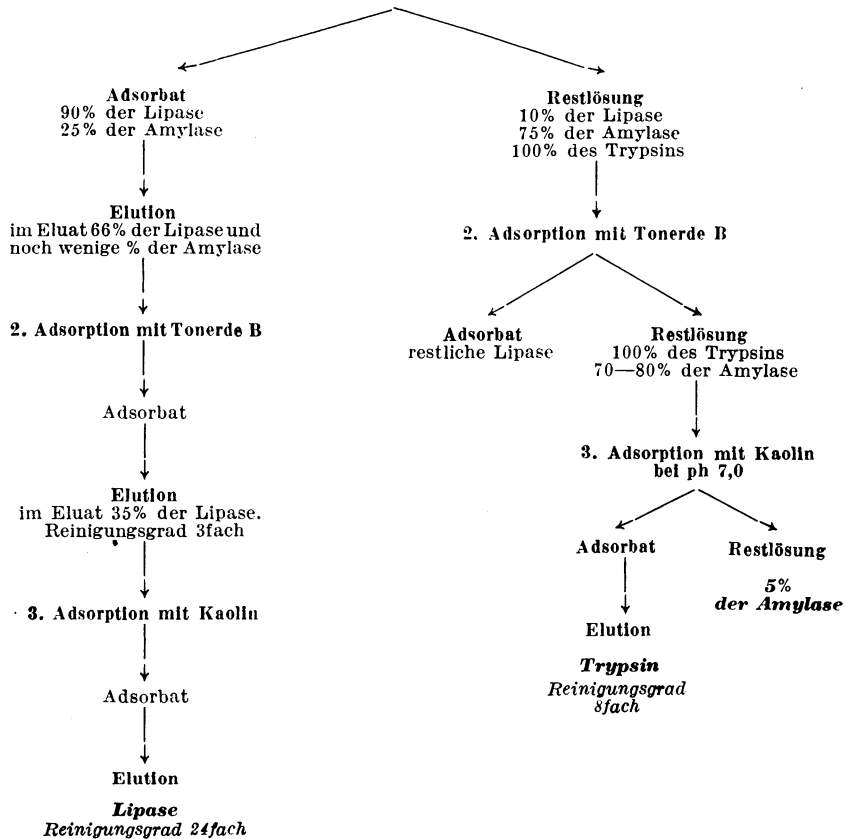 Adsorbat
90% der Lipase
25% der Amylase
Elution
im Eluat 66% der Lipase und
noch wenige % der Amylase
2. Adsorption mit Tonerde B
Adsorbat
Elution
im Eluat 35% der Lipase.
Reinigungsgrad 3fach
3. Adsorption mit Kaolin
Adsorbat
Elution
Lipase
Reinigungsgrad 24fach
Restlösung
10% der Lipase
75% der Amylase
100% des Trypsins
2. Adsorption mit Tonerde B
Adsorbat
restliche Lipase
Restlösung
100% des Trypsins
70—80% der Amylase
3. Adsorption mit Kaolin
bei ph 7,0
Adsorbat
Elution
Trypsin
Reinigungsgrad
8fach
Restlösung
5%
der Amylase